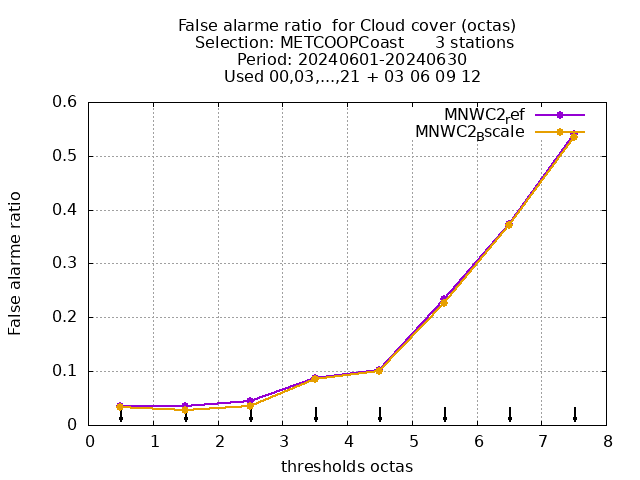 False alarme ratio  for Cloud cover (octas)
Selection: METCOOPCoast      3 stations
Period: 20240601-20240630
Used 00,03,...,21 + 03 06 09 12
MNWC2ref
MNWC2Bscale
False alarme ratio
0.6
0.5
0.4
0.3
0.2
0.1
0
0 1 2 3 4 5 6 7 8
thresholds octas